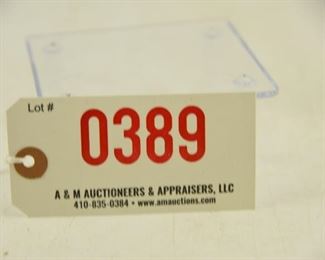 Lot #
0389
A & M AUCTIONEERS & APPRAISERS, LLC
410-835-0384 • www.amauctions.com